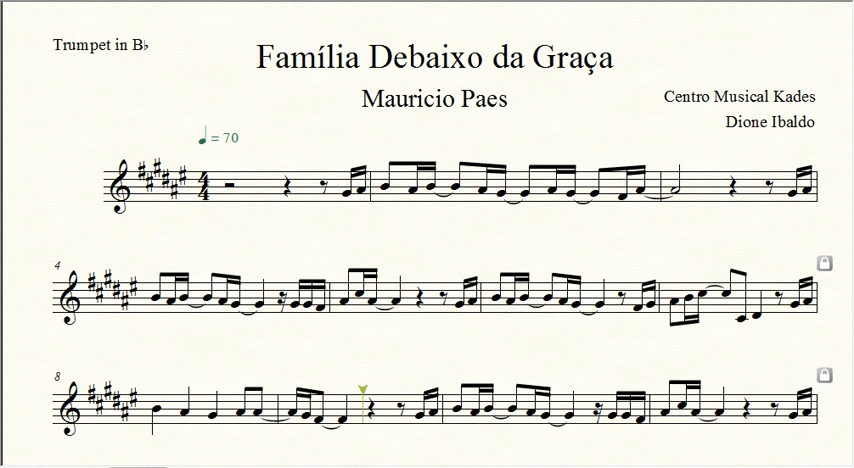 Trumpet in B♭
Família Debaixo da Graça
Mauricio Paes
Centro Musical Kades
Dione Ibaldo
= 70
4
4
4
8